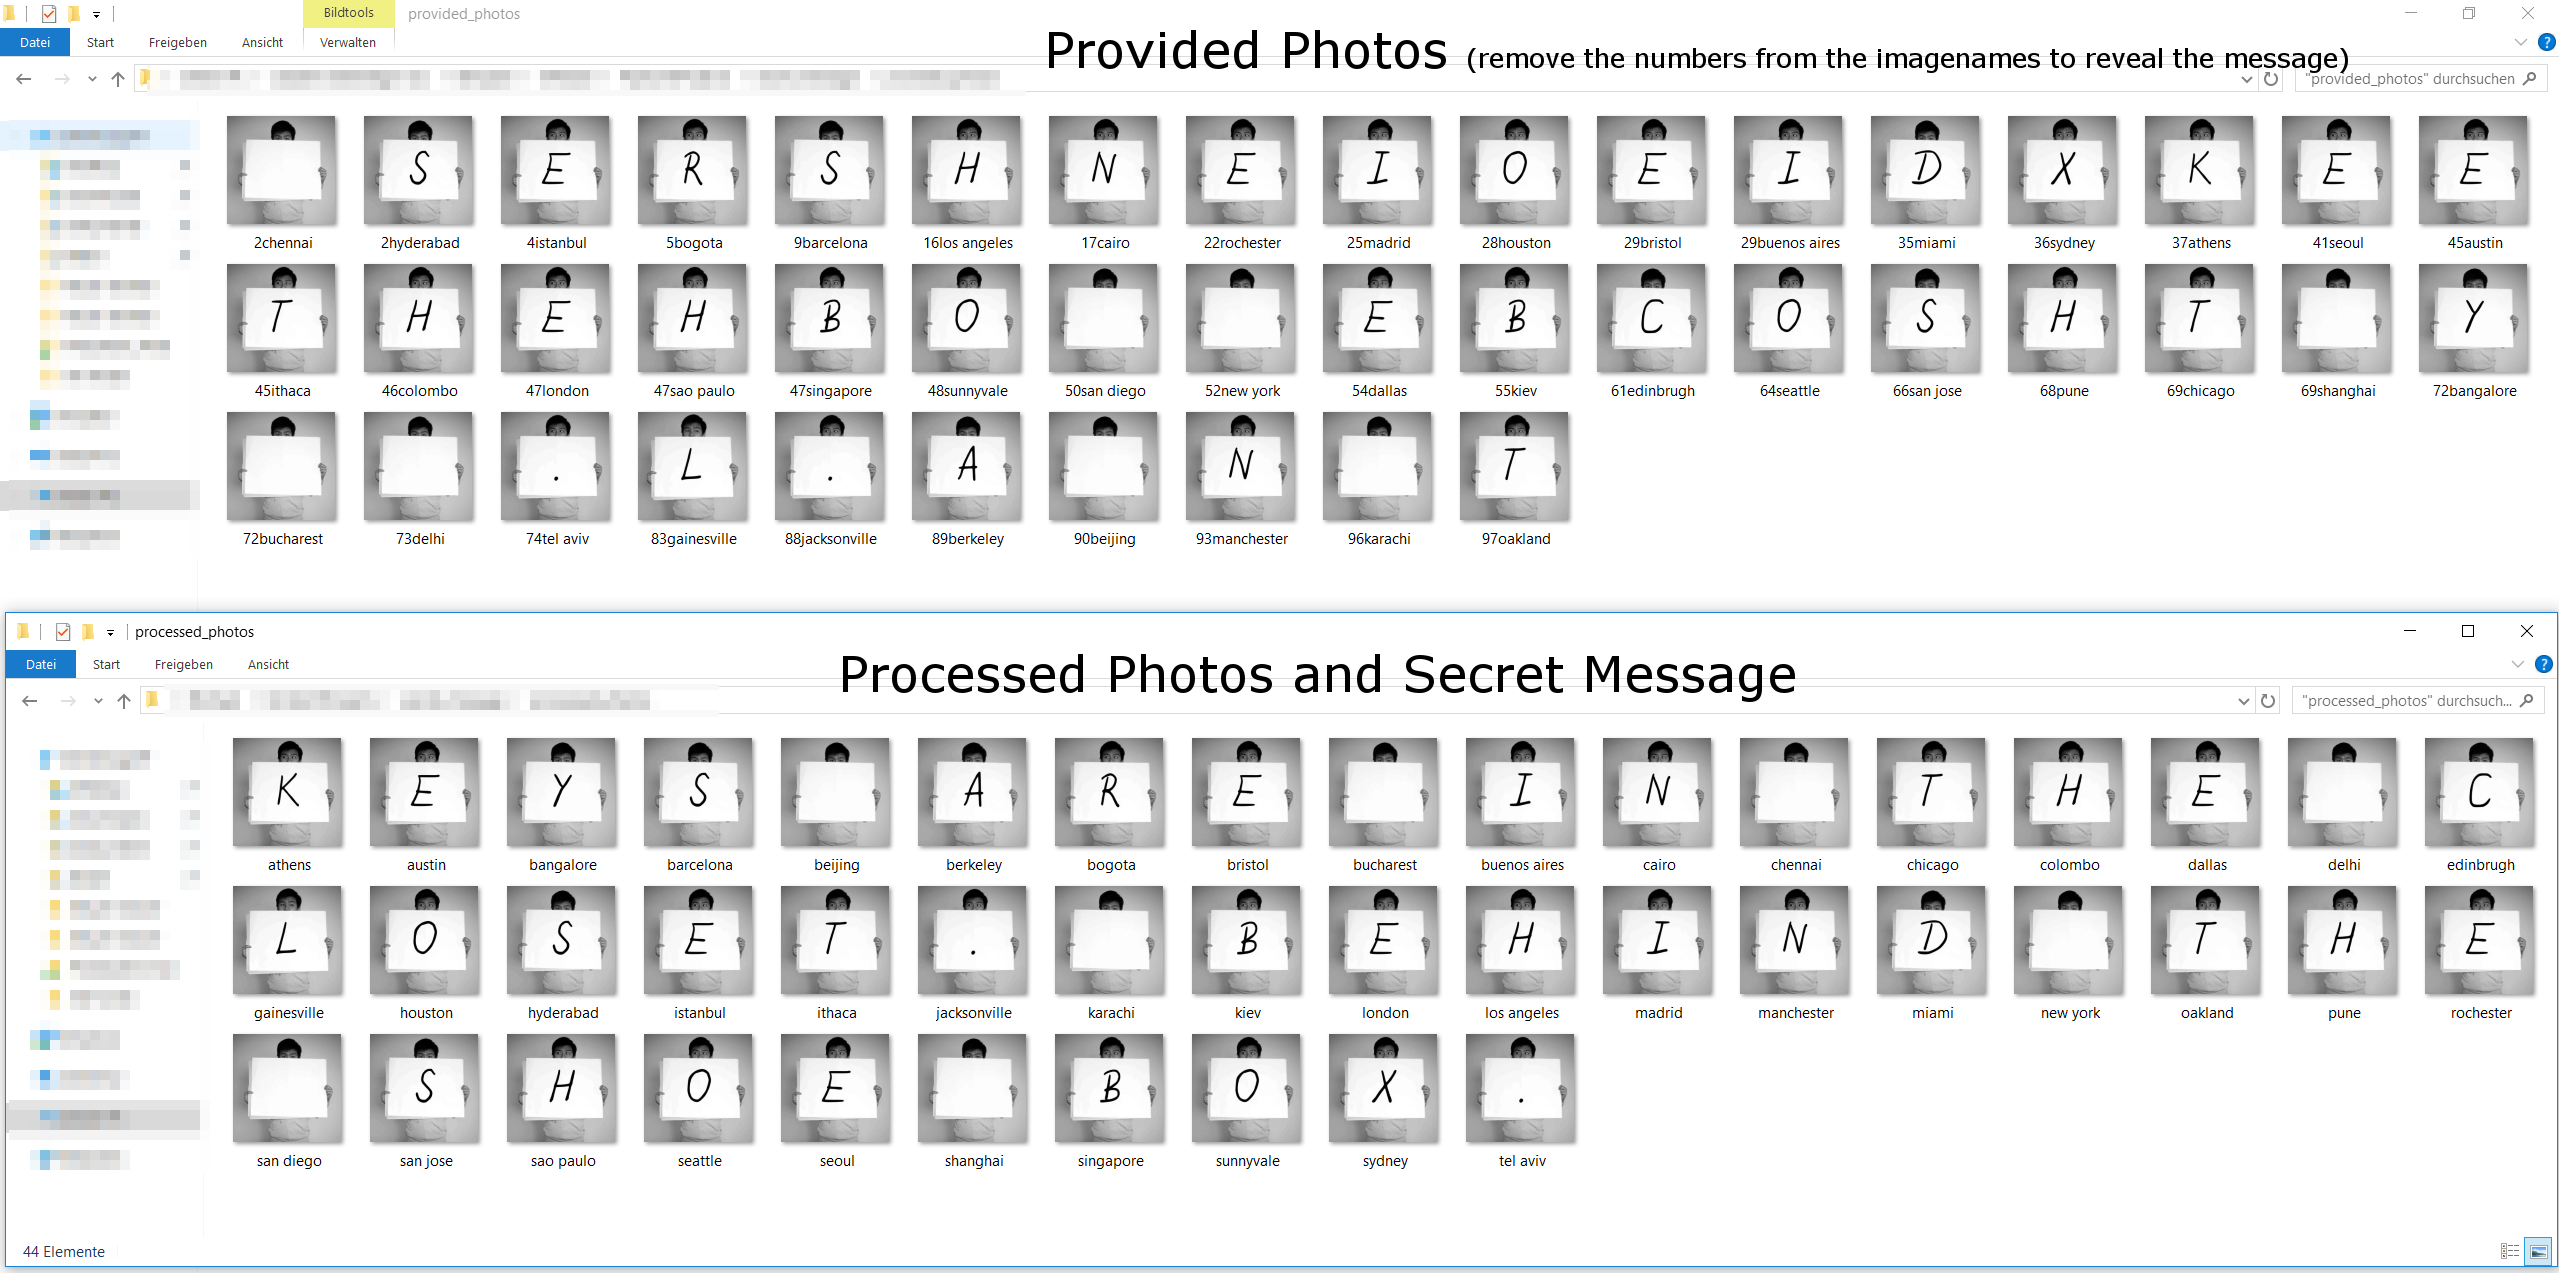 Bildtools provided_photos
Datei Start Freigeben Ansicht Verwalten
Provided Photos (remove the numbers from the imagenames to reveal the message)
"provided_photos" durchsuchen
S E R S H N E I O E I D X K E E
2chennai 2hyderabad 4istanbul 5bogota 9barcelona 16los angeles 17cairo 22rochester 25madrid 28houston 29bristol 29buenos aires 35miami 36sydney 37athens 41seoul 45austin
T H E H B O E B C O S H T Y
45ithaca 46colombo 47london 47sao paulo 47singapore 48sunnyvale 50san diego 52new york 54dallas 55kiev 61edinbrugh 64seattle 66san jose 68pune 69chicago 69shanghai 72bangalore
. L . A N T
72bucharest 73delhi 74tel aviv 83gainesville 88jacksonville 89berkeley 90beijing 93manchester 96karachi 97oakland
processed_photos
Datei Start Freigeben Ansicht
Processed Photos and Secret Message
"processed_photos" durchsuch...
K E Y S A R E I N T H E C
athens austin bangalore barcelona beijing berkeley bogota bristol bucharest buenos aires cairo chennai chicago colombo dallas delhi edinbrugh
L O S E T . B E H I N D T H E
gainesville houston hyderabad istanbul ithaca jacksonville karachi kiev london los angeles madrid manchester miami new york oakland pune rochester
S H O E B O X .
san diego san jose sao paulo seattle seoul shanghai singapore sunnyvale sydney tel aviv
44 Elemente